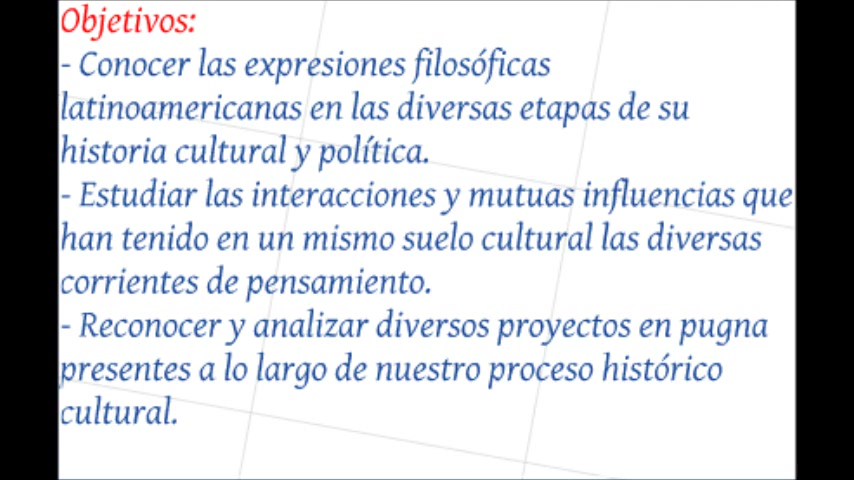 Objetivos:
- Conocer las expresiones filosóficas
latinoamericanas en las diversas etapas de su
historia cultural y política.
- Estudiar las interacciones y mutuas influencias que
han tenido en un mismo suelo cultural las diversas
corrientes de pensamiento.
- Reconocer y analizar diversos proyectos en pugna
presentes a lo largo de nuestro proceso histórico
cultural.